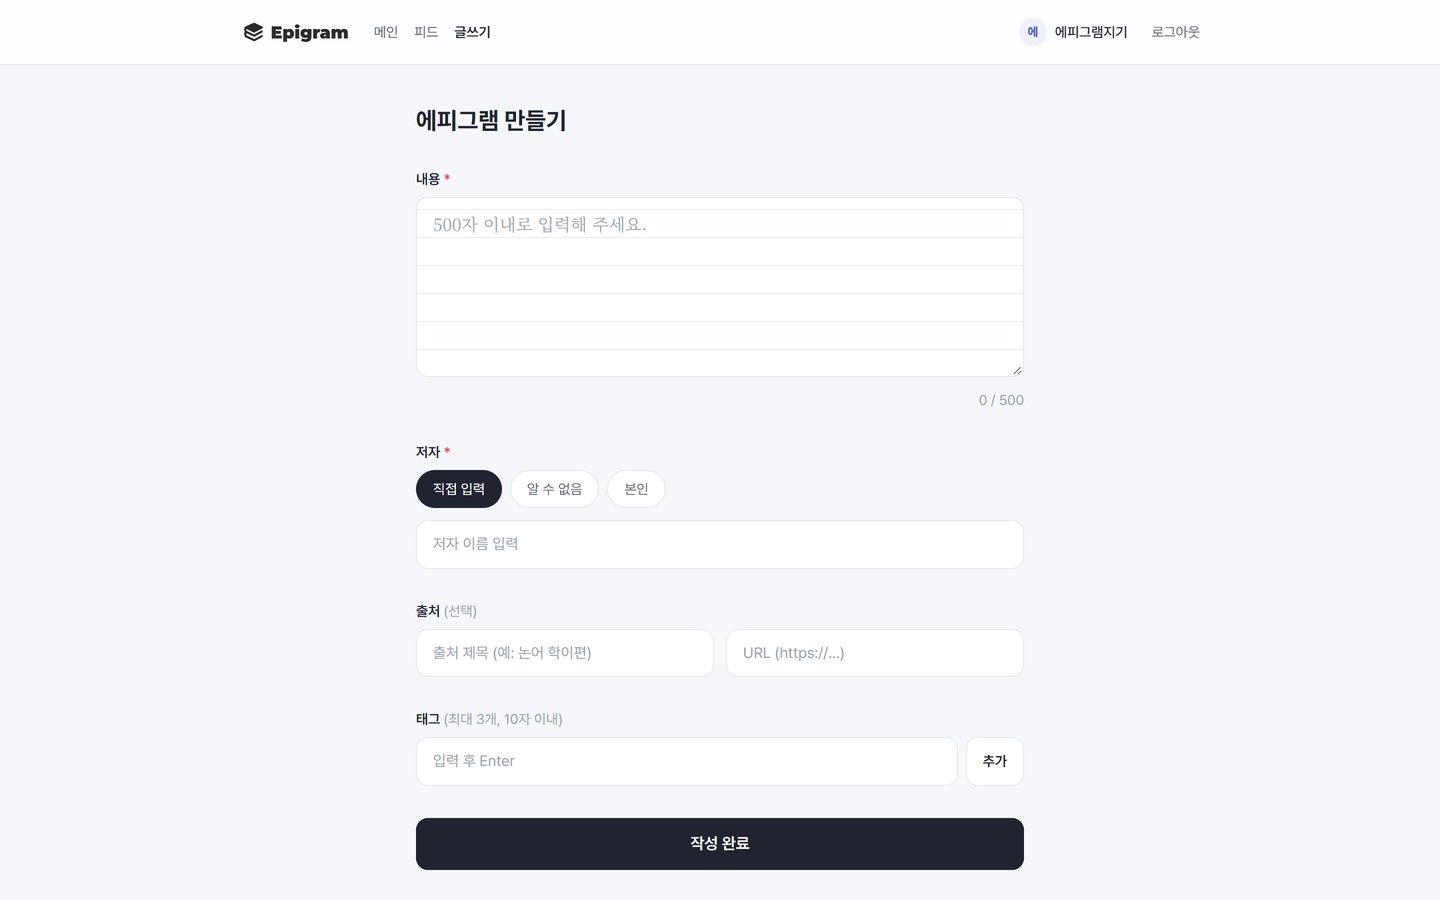 Epigram 메인 피드 글쓰기 에 에피그램지기 로그아웃
에피그램 만들기
내용 *
500자 이내로 입력해 주세요.
0 / 500
저자 *
직접 입력 알 수 없음 본인
저자 이름 입력
출처 (선택)
출처 제목 (예: 논어 학이편) URL (https://...)
태그 (최대 3개, 10자 이내)
입력 후 Enter 추가
작성 완료